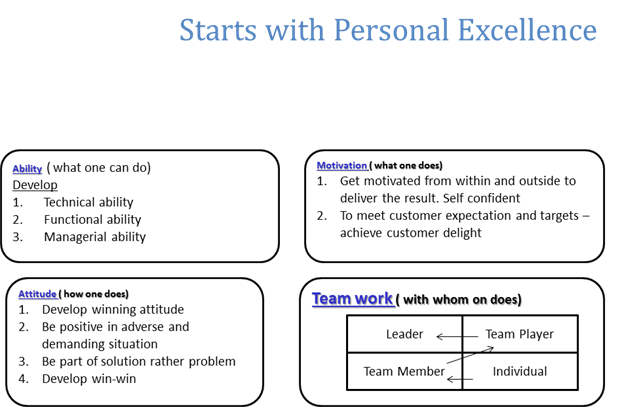 Starts with Personal Excellence
Ability ( what one can do)
Develop
1. Technical ability
2. Functional ability
3. Managerial ability
Motivation ( what one does)
1. Get motivated from within and outside to
deliver the result. Self confident
2. To meet customer expectation and targets –
achieve customer delight
Attitude ( how one does)
1. Develop winning attitude
2. Be positive in adverse and
demanding situation
3. Be part of solution rather problem
4. Develop win-win
Team work ( with whom on does)
Leader Team Player
Team Member Individual